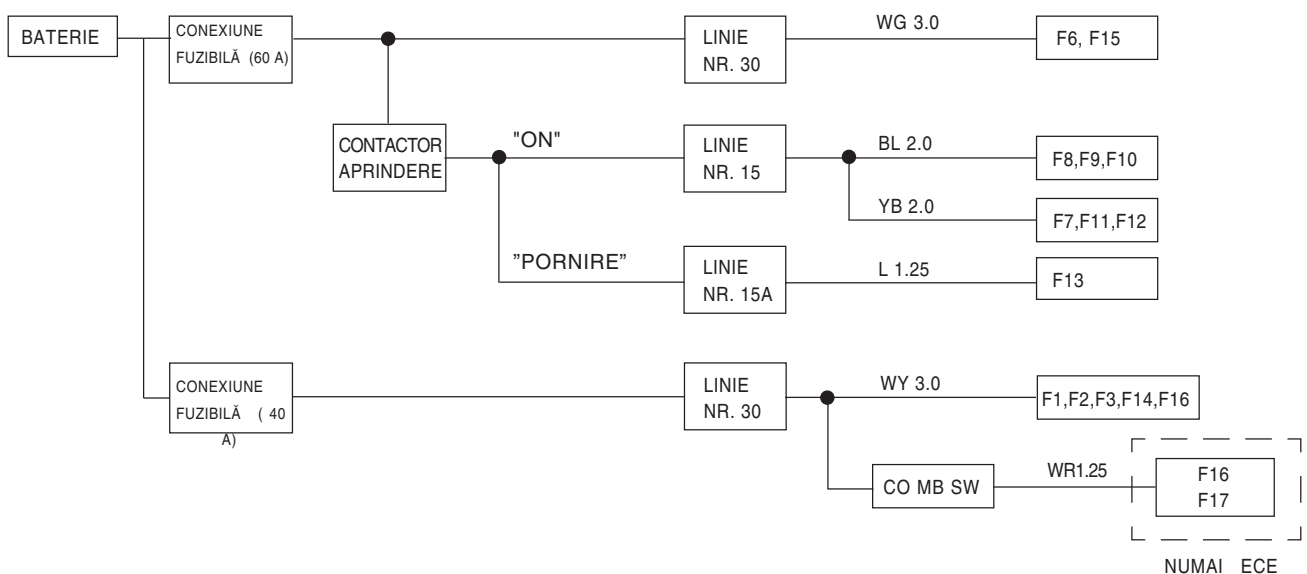 BATERIE
CONEXIUNE
FUZIBILĂ (60 A)
LINIE
NR. 30
WG 3.0
F6, F15
CONTACTOR
APRINDERE
"ON"
LINIE
NR. 15
BL 2.0
F8,F9,F10
YB 2.0
F7,F11,F12
”PORNIRE”
LINIE
NR. 15A
L 1.25
F13
CONEXIUNE
FUZIBILĂ ( 40
A)
LINIE
NR. 30
WY 3.0
F1,F2,F3,F14,F16
CO MB SW
WR1.25
F16
F17
NUMAI ECE